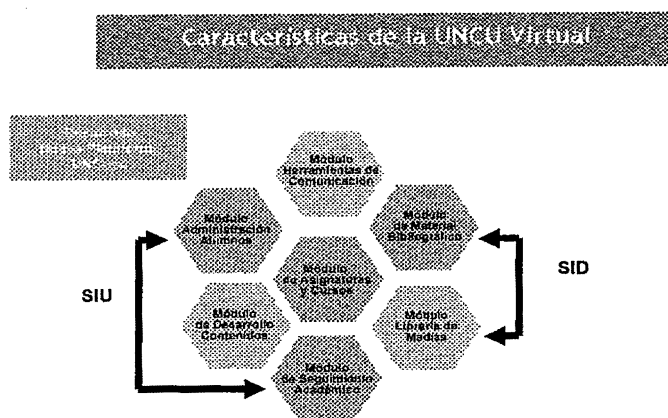 Características de la UNCU Virtual
Módulo
Herramientas de
Comunicación
Módulo
Administración
Alumnos
Módulo
de Material
Bibliográfico
Módulo
de Asignaturas
y Cursos
SIU
SID
Módulo
de Desarrollo
Contenidos
Módulo
Librería de
Medias
Módulo
de Seguimiento
Académico